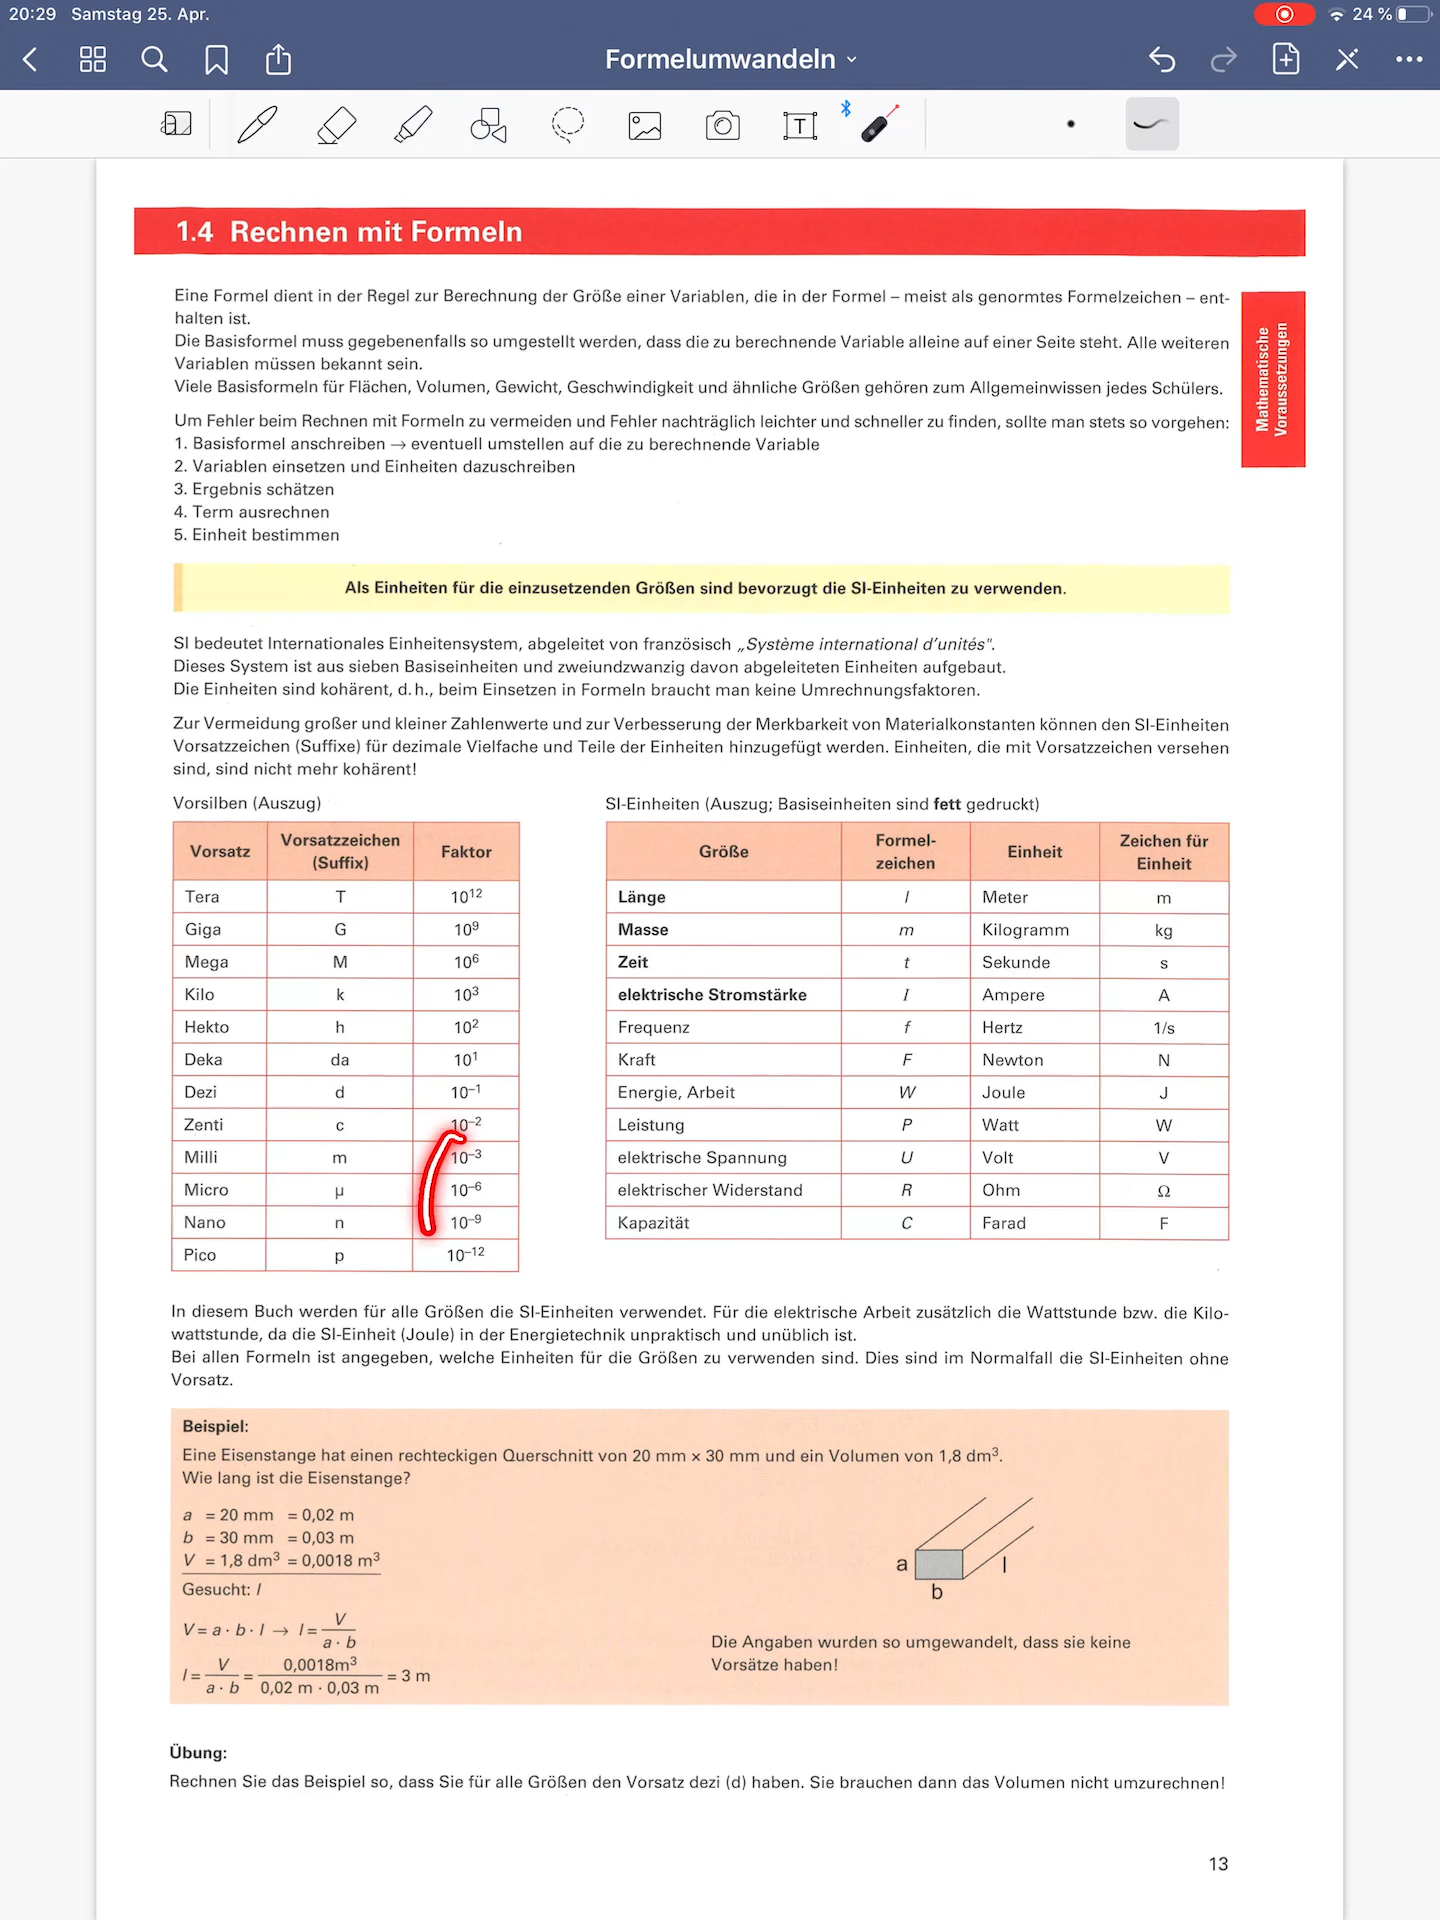 20:29 Samstag 25. Apr.
24 %
Formelumwandeln
T
1.4 Rechnen mit Formeln
Eine Formel dient in der Regel zur Berechnung der Größe einer Variablen, die in der Formel – meist als genormtes Formelzeichen – ent-
halten ist.
Die Basisformel muss gegebenenfalls so umgestellt werden, dass die zu berechnende Variable alleine auf einer Seite steht. Alle weiteren
Variablen müssen bekannt sein.
Viele Basisformeln für Flächen, Volumen, Gewicht, Geschwindigkeit und ähnliche Größen gehören zum Allgemeinwissen jedes Schülers.
Mathematische
Voraussetzungen
Um Fehler beim Rechnen mit Formeln zu vermeiden und Fehler nachträglich leichter und schneller zu finden, sollte man stets so vorgehen:
1. Basisformel anschreiben → eventuell umstellen auf die zu berechnende Variable
2. Variablen einsetzen und Einheiten dazuschreiben
3. Ergebnis schätzen
4. Term ausrechnen
5. Einheit bestimmen
Als Einheiten für die einzusetzenden Größen sind bevorzugt die SI-Einheiten zu verwenden.
SI bedeutet Internationales Einheitensystem, abgeleitet von französisch „Système international d'unités".
Dieses System ist aus sieben Basiseinheiten und zweiundzwanzig davon abgeleiteten Einheiten aufgebaut.
Die Einheiten sind kohärent, d. h., beim Einsetzen in Formeln braucht man keine Umrechnungsfaktoren.
Zur Vermeidung großer und kleiner Zahlenwerte und zur Verbesserung der Merkbarkeit von Materialkonstanten können den SI-Einheiten
Vorsatzzeichen (Suffixe) für dezimale Vielfache und Teile der Einheiten hinzugefügt werden. Einheiten, die mit Vorsatzzeichen versehen
sind, sind nicht mehr kohärent!
Vorsilben (Auszug)
Vorsatz Vorsatzzeichen (Suffix) Faktor
Tera T 10¹²
Giga G 10⁹
Mega M 10⁶
Kilo k 10³
Hekto h 10²
Deka da 10¹
Dezi d 10⁻¹
Zenti c 10⁻²
Milli m 10⁻³
Micro µ 10⁻⁶
Nano n 10⁻⁹
Pico p 10⁻¹²
SI-Einheiten (Auszug; Basiseinheiten sind fett gedruckt)
Größe Formel-zeichen Einheit Zeichen für Einheit
Länge l Meter m
Masse m Kilogramm kg
Zeit t Sekunde s
elektrische Stromstärke I Ampere A
Frequenz f Hertz 1/s
Kraft F Newton N
Energie, Arbeit W Joule J
Leistung P Watt W
elektrische Spannung U Volt V
elektrischer Widerstand R Ohm Ω
Kapazität C Farad F
In diesem Buch werden für alle Größen die SI-Einheiten verwendet. Für die elektrische Arbeit zusätzlich die Wattstunde bzw. die Kilo-
wattstunde, da die SI-Einheit (Joule) in der Energietechnik unpraktisch und unüblich ist.
Bei allen Formeln ist angegeben, welche Einheiten für die Größen zu verwenden sind. Dies sind im Normalfall die SI-Einheiten ohne
Vorsatz.
Beispiel:
Eine Eisenstange hat einen rechteckigen Querschnitt von 20 mm × 30 mm und ein Volumen von 1,8 dm³.
Wie lang ist die Eisenstange?
a = 20 mm = 0,02 m
b = 30 mm = 0,03 m
V = 1,8 dm³ = 0,0018 m³
Gesucht: l
V = a · b · l → l = V / (a · b)
l = V / (a · b) = 0,0018m³ / (0,02 m · 0,03 m) = 3 m
a
b
l
Die Angaben wurden so umgewandelt, dass sie keine
Vorsätze haben!
Übung:
Rechnen Sie das Beispiel so, dass Sie für alle Größen den Vorsatz dezi (d) haben. Sie brauchen dann das Volumen nicht umzurechnen!
13